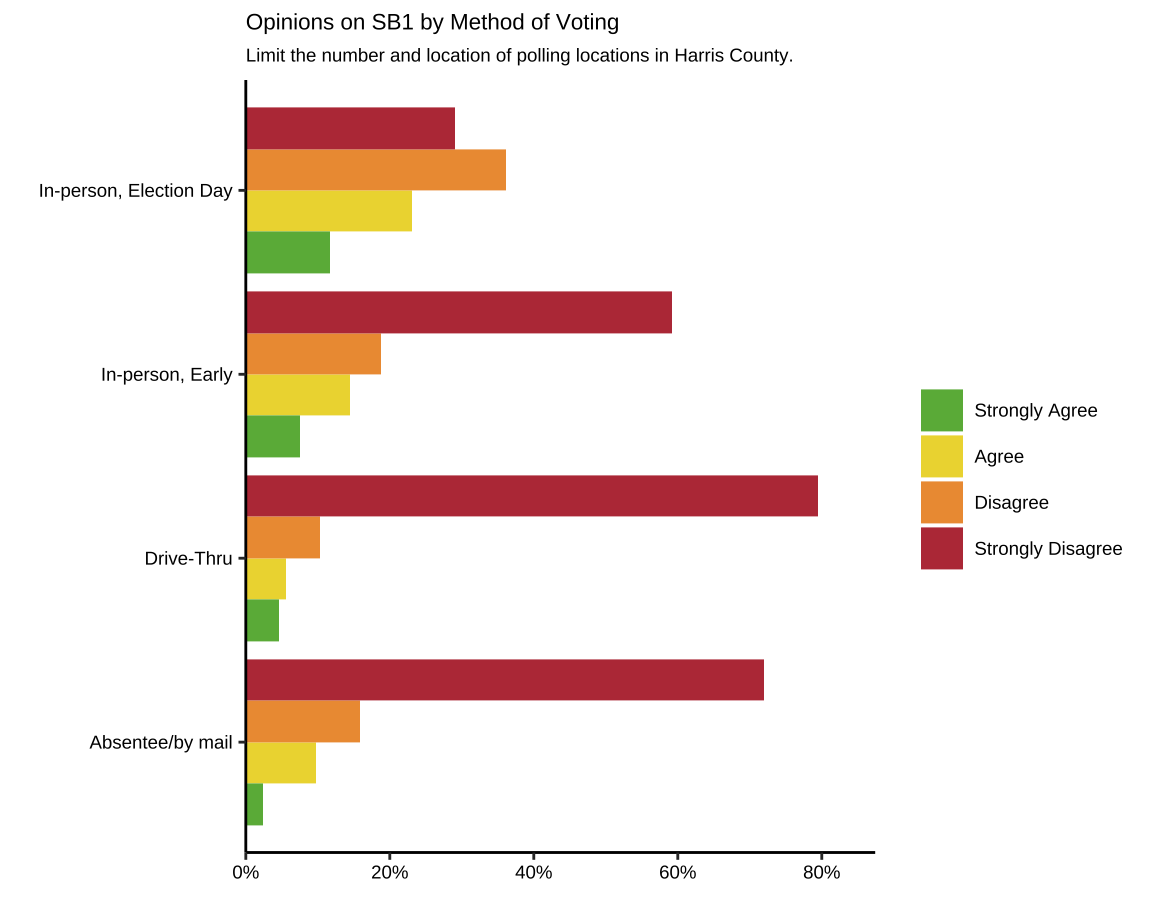 Opinions on SB1 by Method of Voting
Limit the number and location of polling locations in Harris County.
In-person, Election Day
In-person, Early
Drive-Thru
Absentee/by mail
0%
20%
40%
60%
80%
Strongly Agree
Agree
Disagree
Strongly Disagree